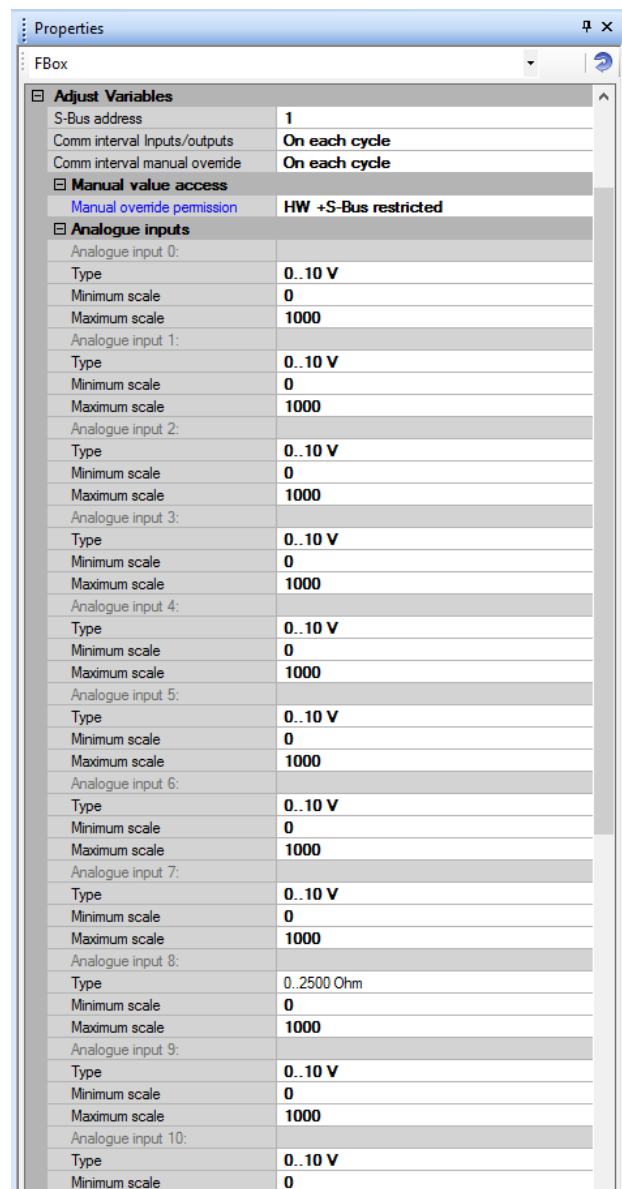 Properties
FBox
Adjust Variables
S-Bus address 1
Comm interval Inputs/outputs On each cycle
Comm interval manual override On each cycle
Manual value access
Manual override permission HW +S-Bus restricted
Analogue inputs
Analogue input 0:
Type 0..10 V
Minimum scale 0
Maximum scale 1000
Analogue input 1:
Type 0..10 V
Minimum scale 0
Maximum scale 1000
Analogue input 2:
Type 0..10 V
Minimum scale 0
Maximum scale 1000
Analogue input 3:
Type 0..10 V
Minimum scale 0
Maximum scale 1000
Analogue input 4:
Type 0..10 V
Minimum scale 0
Maximum scale 1000
Analogue input 5:
Type 0..10 V
Minimum scale 0
Maximum scale 1000
Analogue input 6:
Type 0..10 V
Minimum scale 0
Maximum scale 1000
Analogue input 7:
Type 0..10 V
Minimum scale 0
Maximum scale 1000
Analogue input 8:
Type 0..2500 Ohm
Minimum scale 0
Maximum scale 1000
Analogue input 9:
Type 0..10 V
Minimum scale 0
Maximum scale 1000
Analogue input 10:
Type 0..10 V
Minimum scale 0